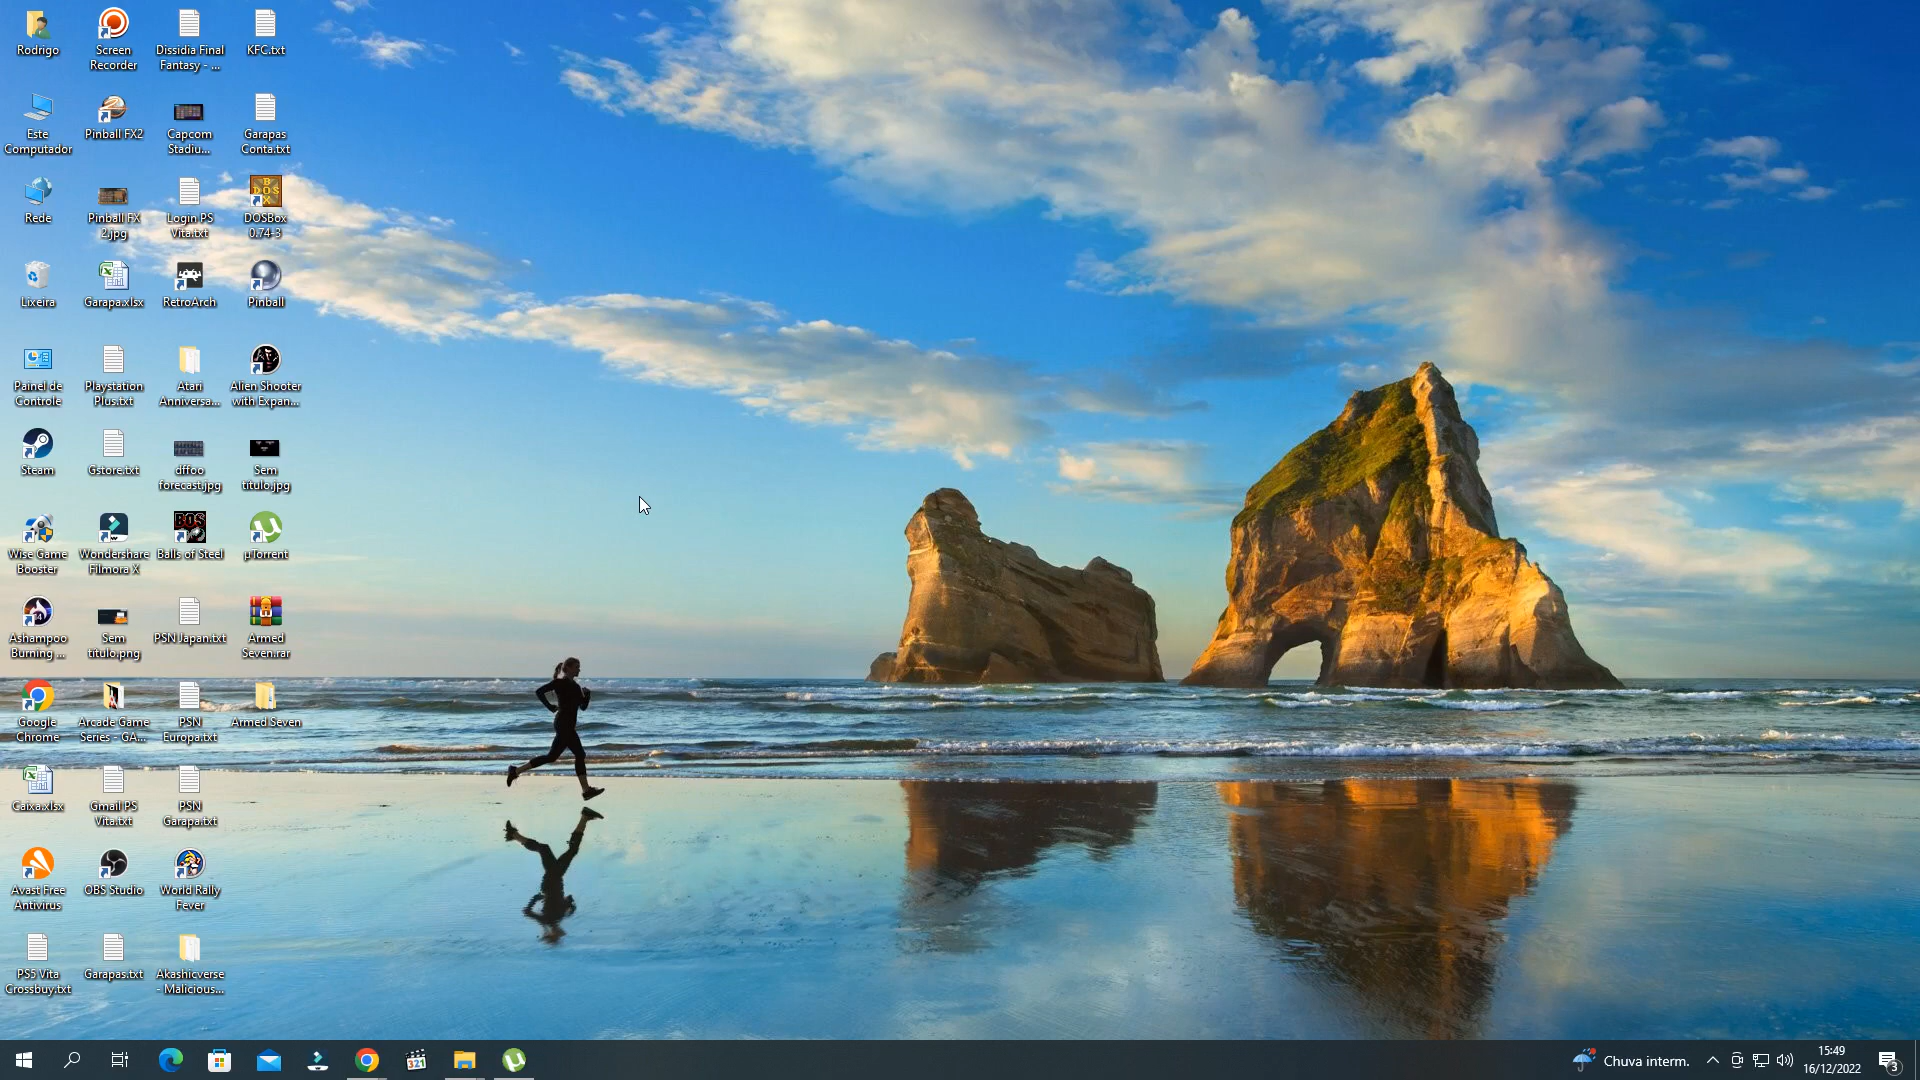 Rodrigo
Screen
Recorder
Dissidia Final
Fantasy - ...
KFC.txt
Este
Computador
Pinball FX2
Capcom
Stadiu...
Garapas
Conta.txt
Rede
Pinball FX
2.jpg
Login PS
Vita.txt
BDOSX
DOSBox
0.74-3
Lixeira
Garapa.xlsx
RetroArch
Pinball
Painel de
Controle
Playstation
Plus.txt
Atari
Anniversa...
Alien Shooter
with Expan...
Steam
Gstore.txt
dffoo
forecast.jpg
Sem
título.jpg
Wise Game
Booster
Wondershare
Filmora X
BOS
Balls of Steel
µTorrent
Ashampoo
Burning ...
Sem
título.png
PSN Japan.txt
Armed
Seven.rar
Google
Chrome
Arcade Game
Series - GA...
PSN
Europa.txt
Armed Seven
Caixa.xlsx
Gmail PS
Vita.txt
PSN
Garapa.txt
Avast Free
Antivirus
OBS Studio
World Rally
Fever
PS5 Vita
Crossbuy.txt
Garapas.txt
Akashicverse
- Malicious...
321
Chuva interm.
15:49
16/12/2022
3